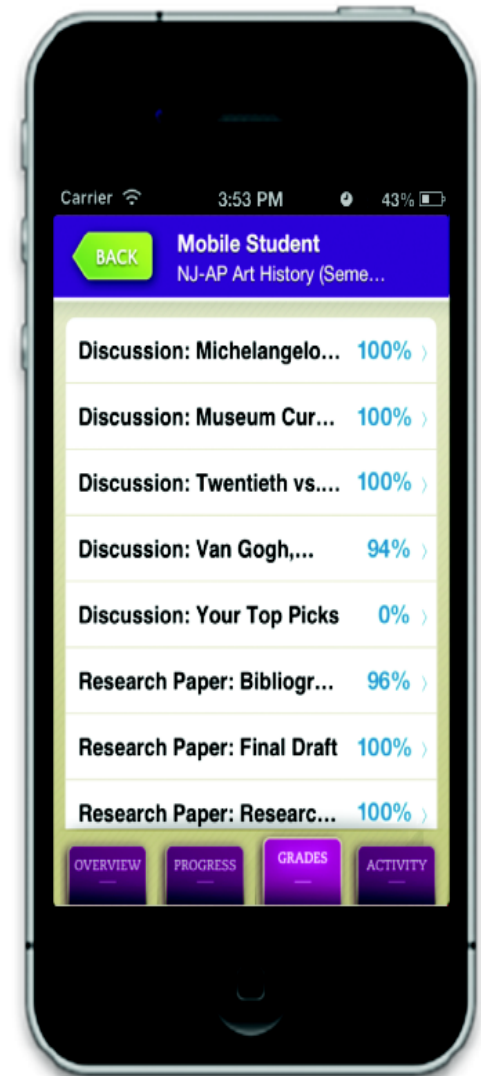 Carrier 3:53 PM 43%
BACK
Mobile Student
NJ-AP Art History (Seme...
Discussion: Michelangelo... 100%
Discussion: Museum Cur... 100%
Discussion: Twentieth vs.... 100%
Discussion: Van Gogh,... 94%
Discussion: Your Top Picks 0%
Research Paper: Bibliogr... 96%
Research Paper: Final Draft 100%
Research Paper: Researc... 100%
OVERVIEW PROGRESS GRADES ACTIVITY